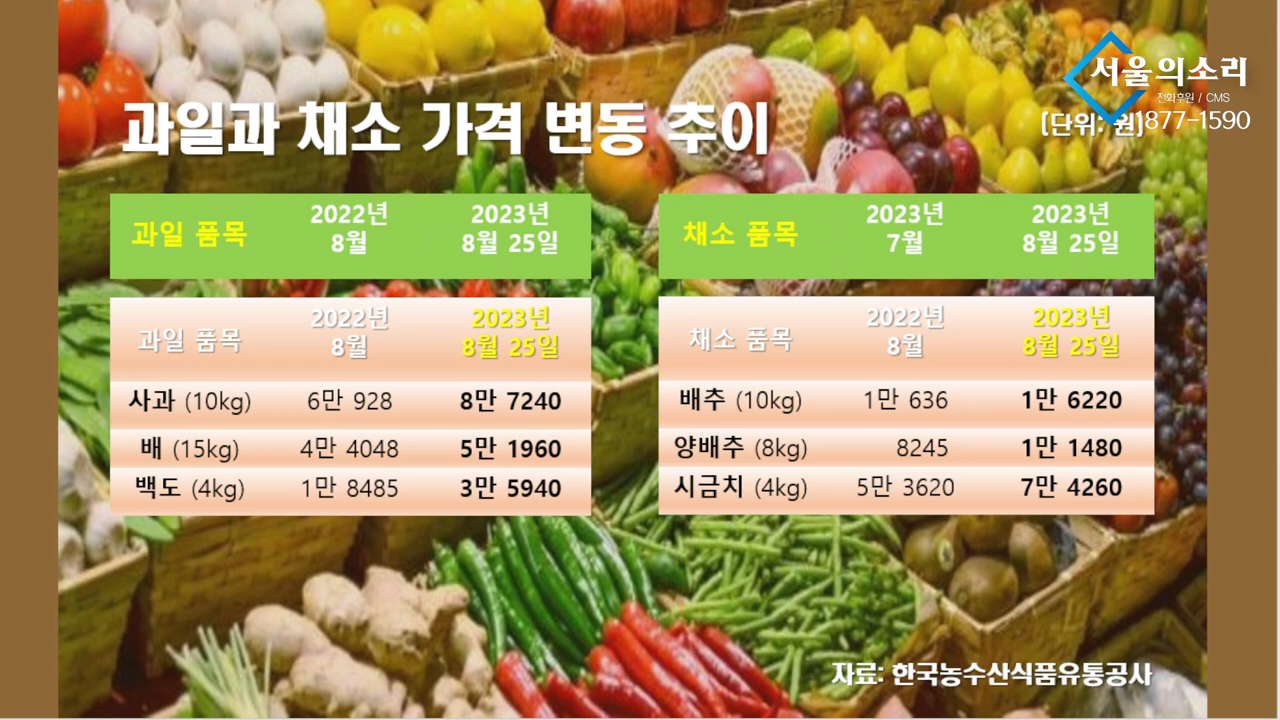 서울의소리
전화후원 / CMS
1877-1590
과일과 채소 가격 변동 추이
(단위: 원)
과일 품목 2022년 8월 2023년 8월 25일
과일 품목 2022년 8월 2023년 8월 25일
사과 (10kg) 6만 928 8만 7240
배 (15kg) 4만 4048 5만 1960
백도 (4kg) 1만 8485 3만 5940
채소 품목 2023년 7월 2023년 8월 25일
채소 품목 2022년 8월 2023년 8월 25일
배추 (10kg) 1만 636 1만 6220
양배추 (8kg) 8245 1만 1480
시금치 (4kg) 5만 3620 7만 4260
자료: 한국농수산식품유통공사